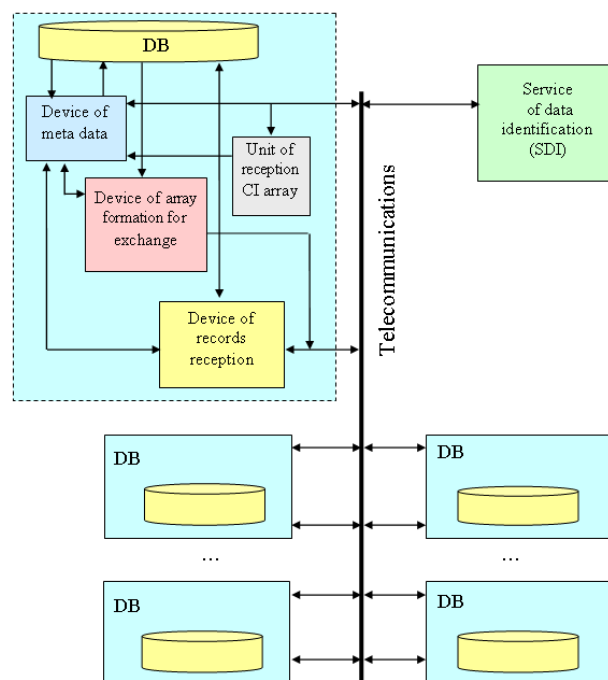 DB
Device of
meta data
Unit of
reception
CI array
Device of array
formation for
exchange
Device of
records
reception
Service
of data
identification
(SDI)
Telecommunications
DB
DB
...
...
DB
DB